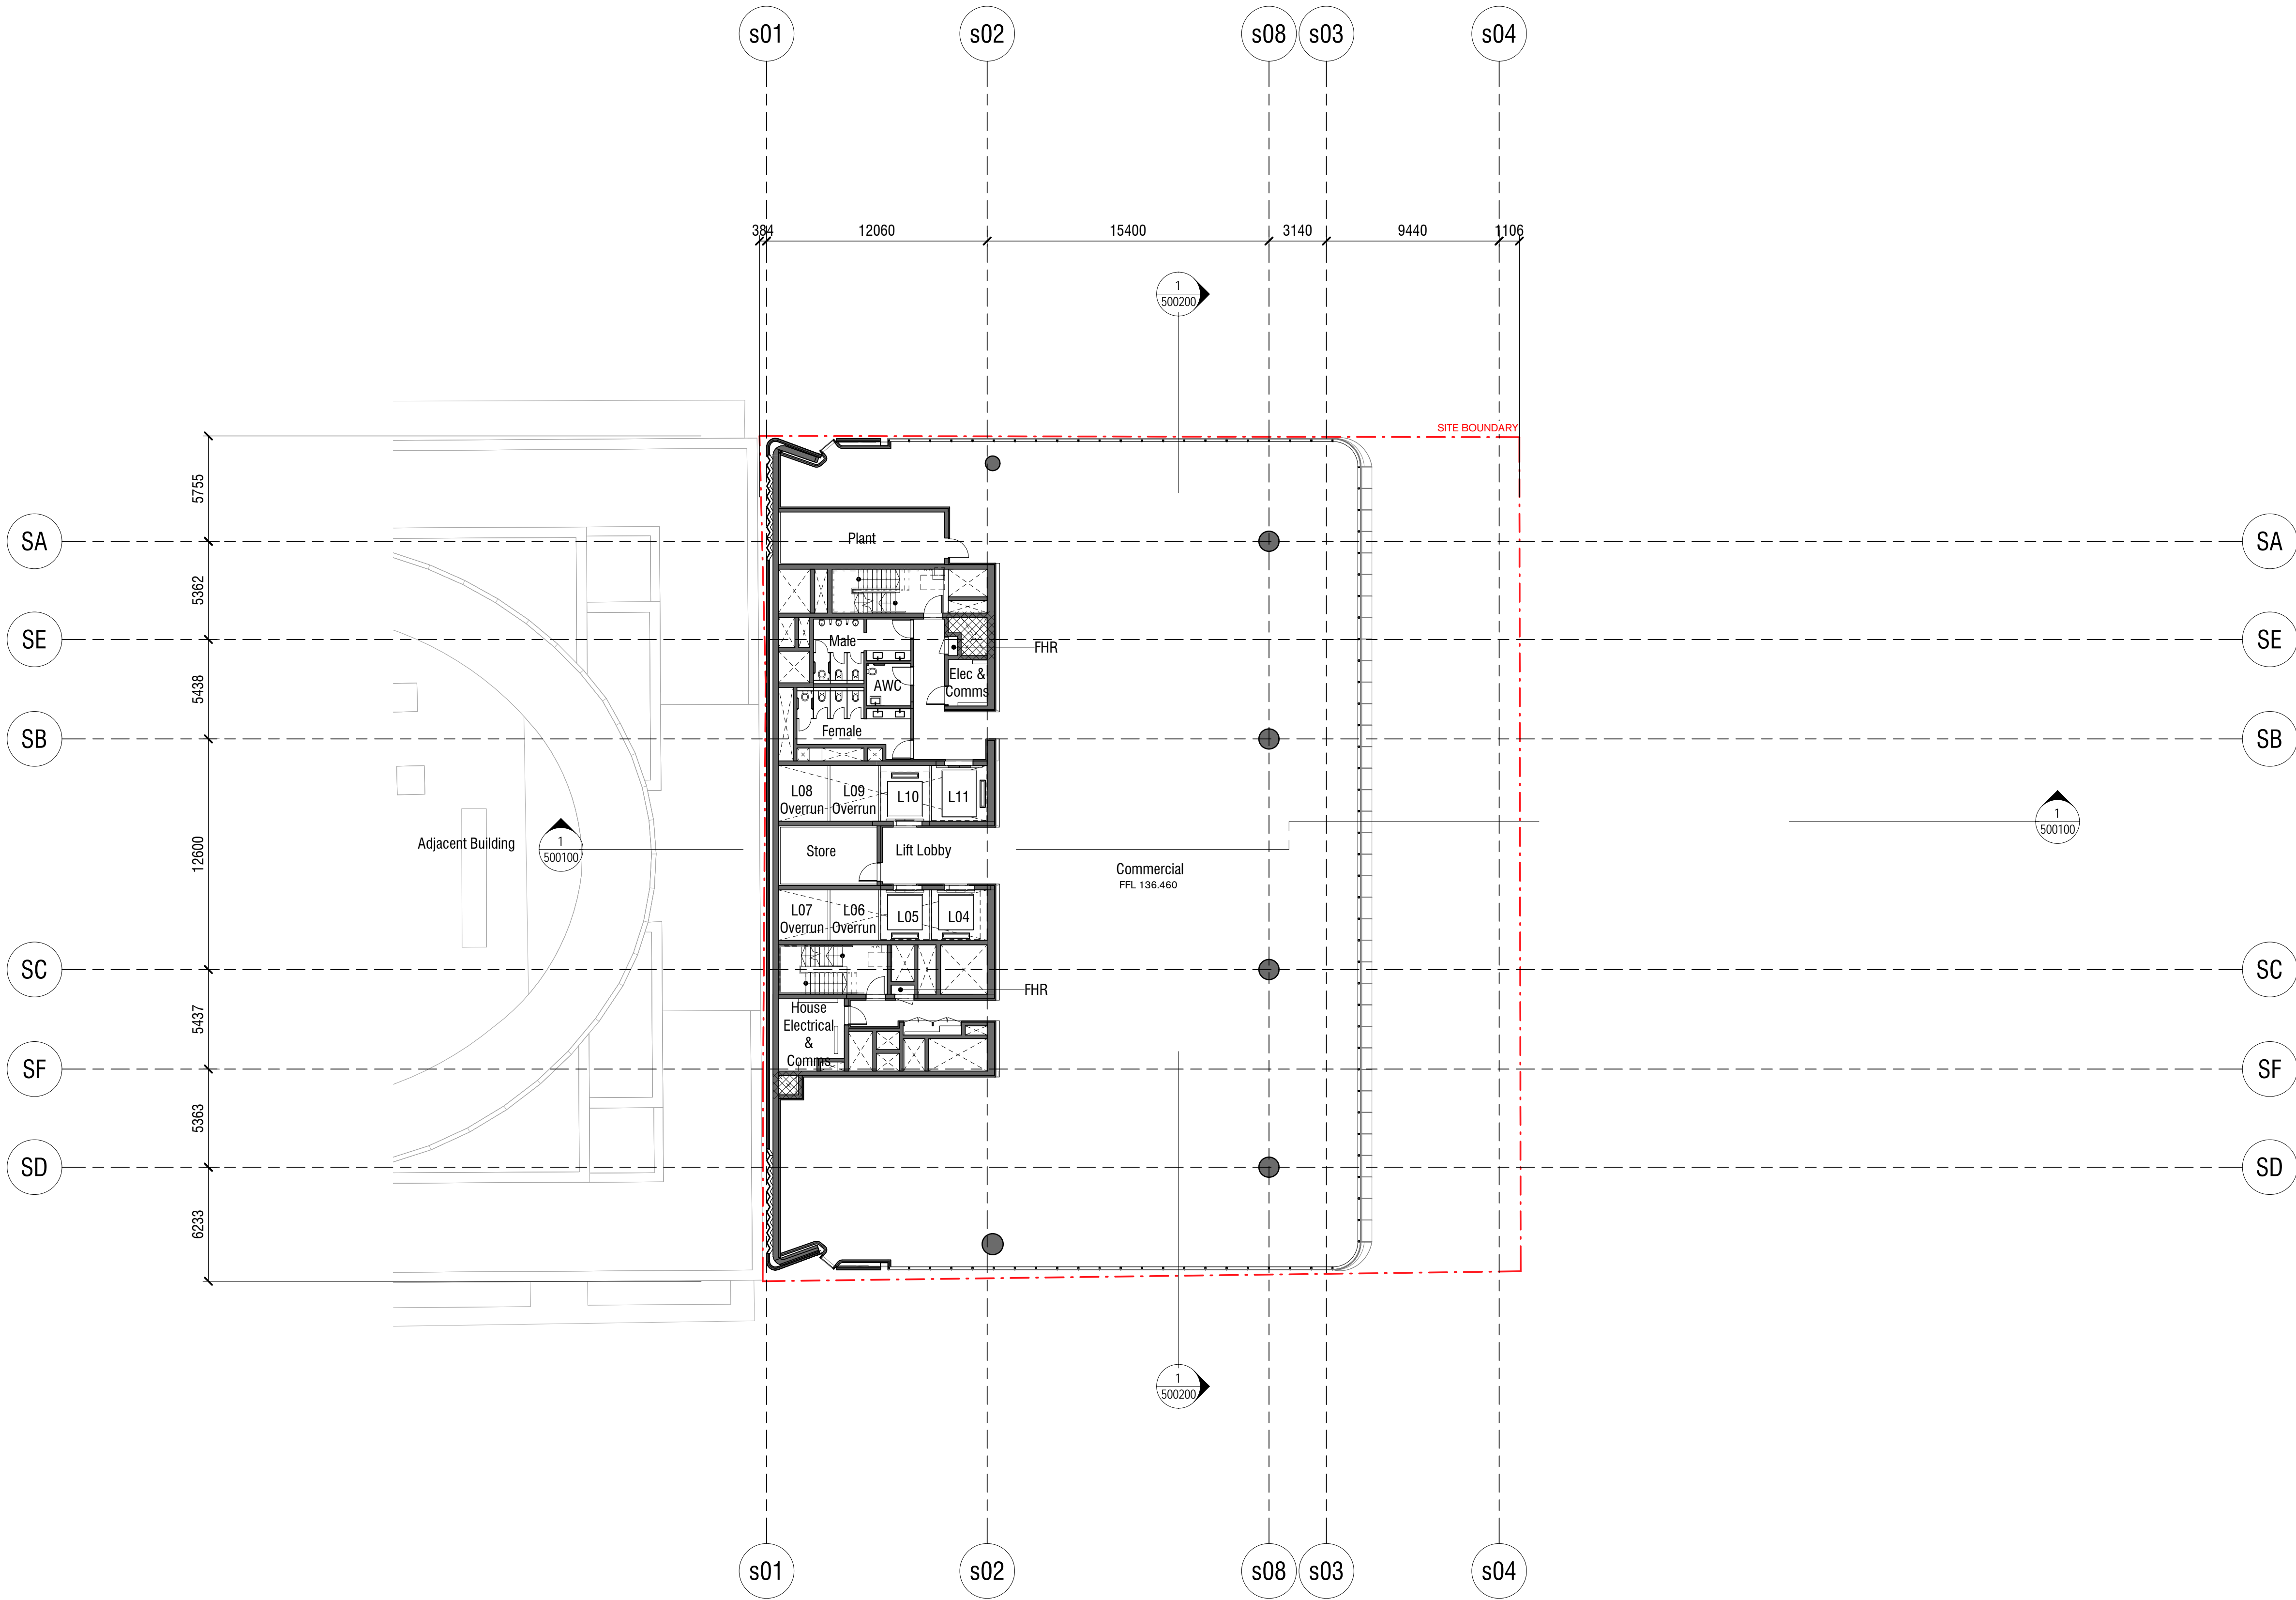 s01
s02
s08
s03
s04
384
12060
15400
3140
9440
1106
1
500200
SITE BOUNDARY
5755
SA
Plant
SA
5362
SE
Male
FHR
SE
5438
AWC
Elec &
Comms
SB
Female
SB
L08
Overrun
L09
Overrun
L10
L11
12600
Adjacent Building
1
500100
Store
Lift Lobby
Commercial
FFL 136.460
1
500100
L07
Overrun
L06
Overrun
L05
L04
SC
SC
FHR
5437
House
Electrical
&
Comms
SF
SF
5363
SD
SD
6233
1
500200
s01
s02
s08
s03
s04